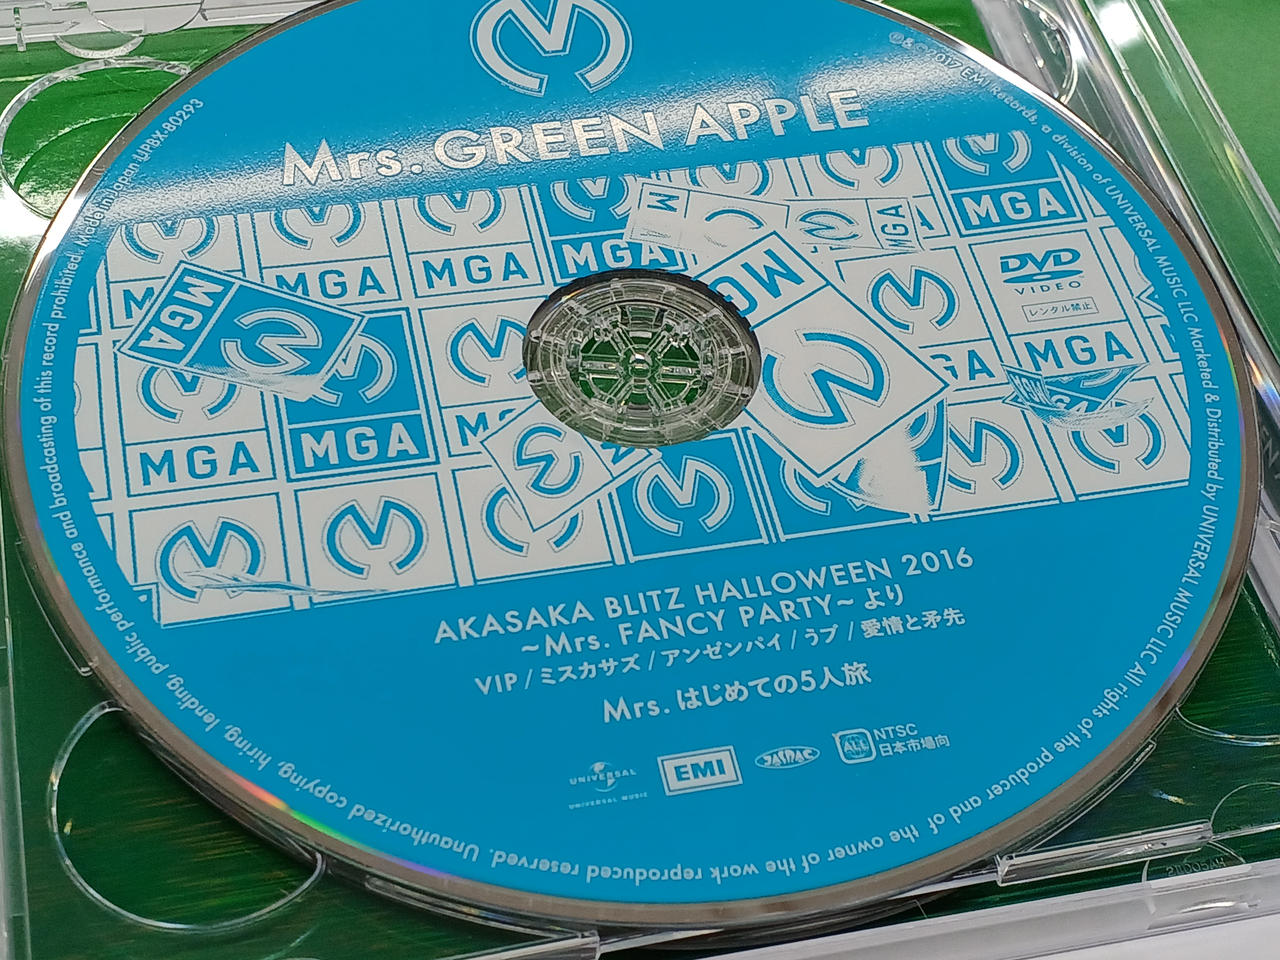 Mrs. GREEN APPLE
MGA
MGA
MGA
MGA
MGA
MGA
MGA
MGA
MGA
DVD
VIDEO
レンタル禁止
AKASAKA BLITZ HALLOWEEN 2016
~Mrs. FANCY PARTY~ より
VIP / ミスカサズ / アンゼンパイ / うブ / 愛情と矛先
Mrs. はじめての5人旅
UNIVERSAL
UNIVERSAL MUSIC
EMI
JASRAC
ALL
NTSC
日本市場向
℗&©2017 EMI Records, a division of UNIVERSAL MUSIC LLC Marketed & Distributed by UNIVERSAL MUSIC LLC All rights of the producer and of the owner of the work reproduced reserved. Unauthorized copying, hiring, lending, public performance and broadcasting of this record prohibited. Made in Japan UPBX-80293